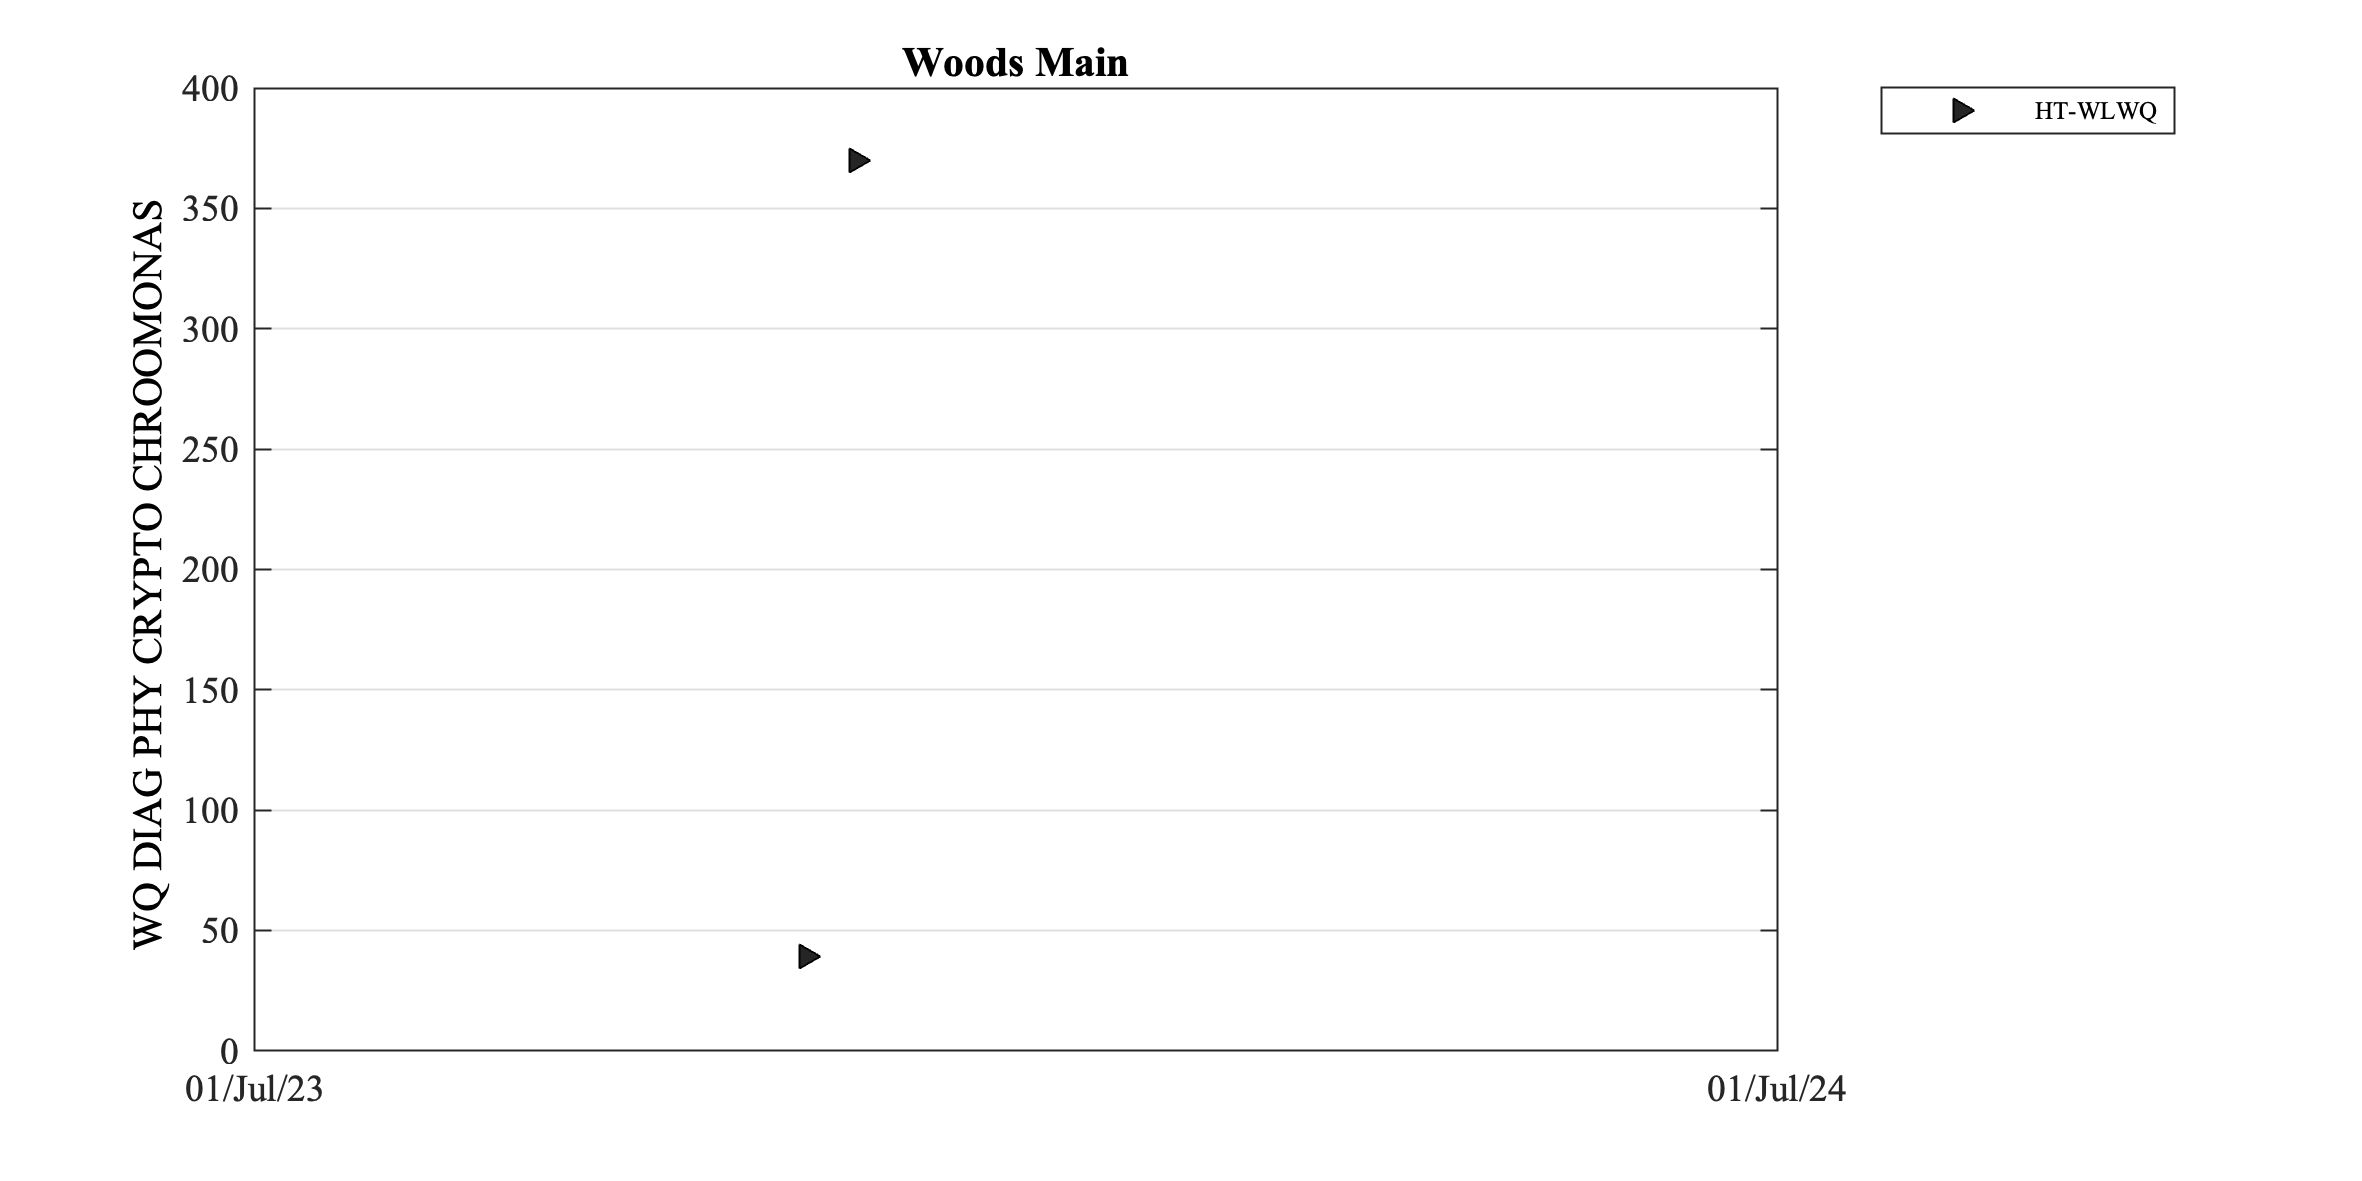 Woods Main
HT-WLWQ
WQ DIAG PHY CRYPTO CHROOMONAS
400
350
300
250
200
150
100
50
0
01/Jul/23
01/Jul/24